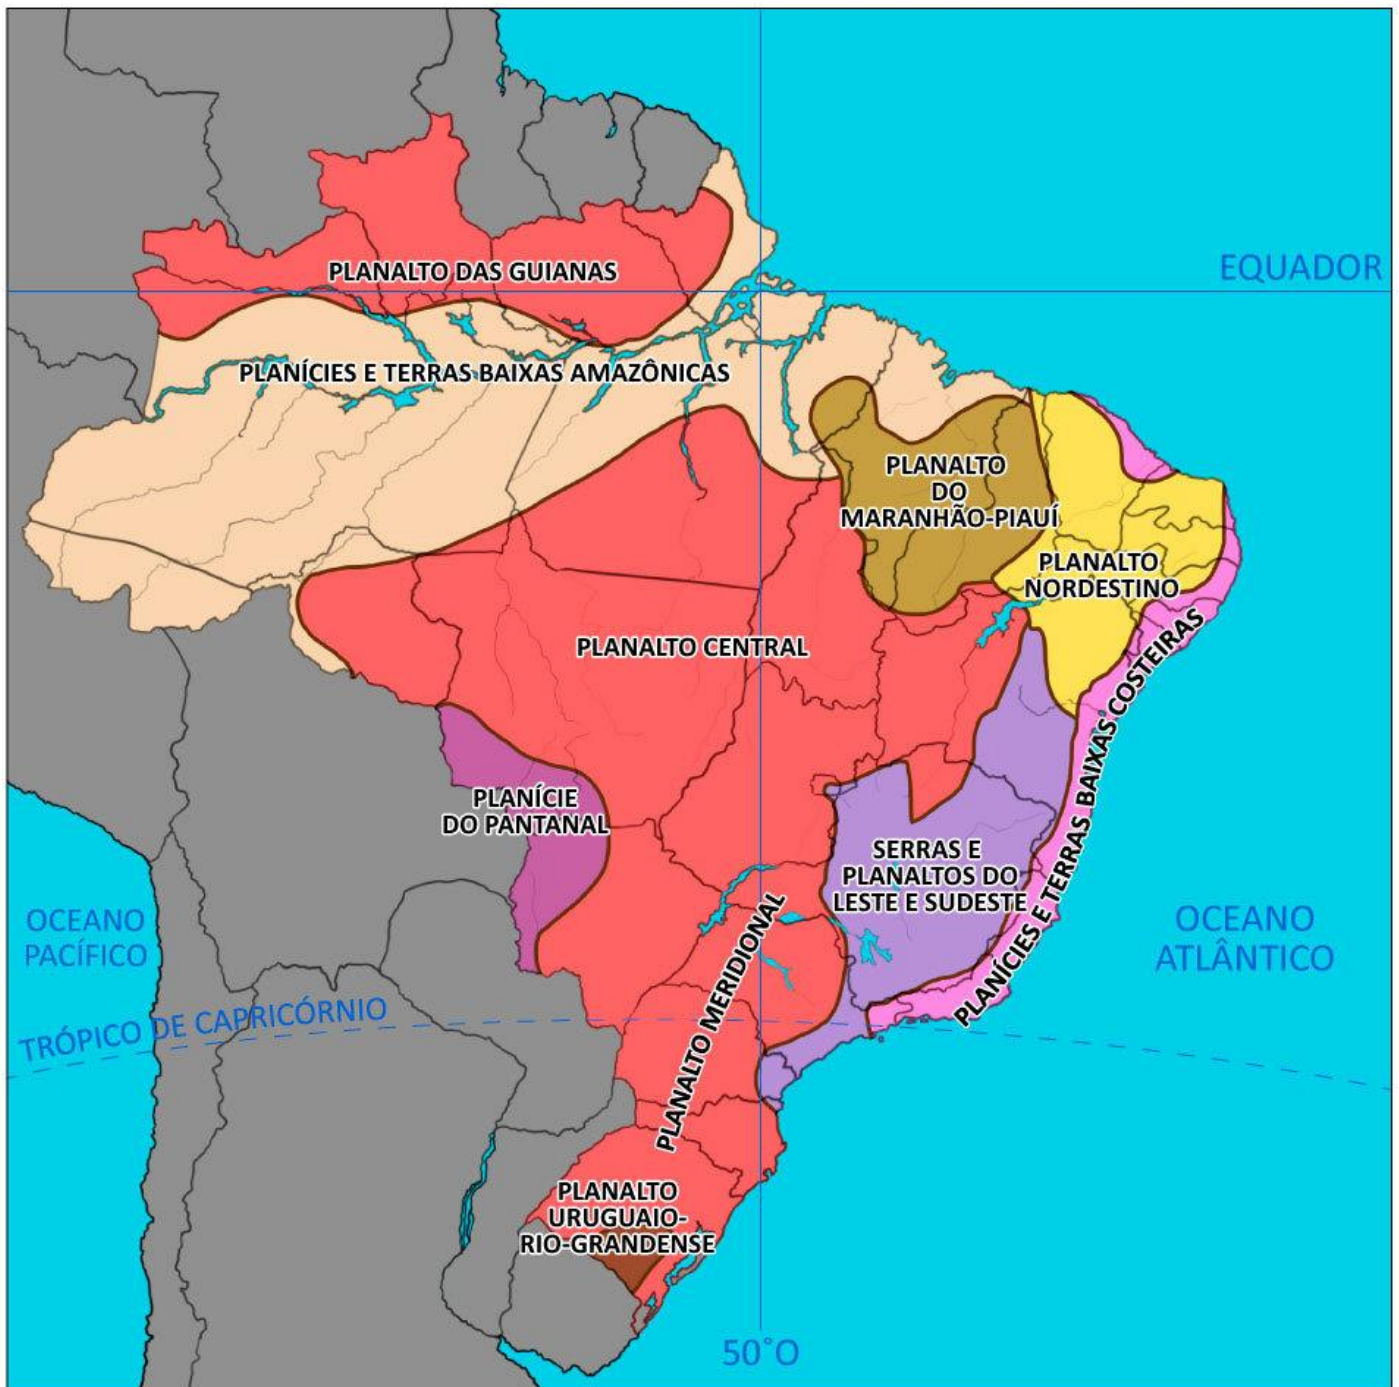 EQUADOR
PLANALTO DAS GUIANAS
PLANÍCIES E TERRAS BAIXAS AMAZÔNICAS
PLANALTO
DO
MARANHÃO-PIAUÍ
PLANALTO
NORDESTINO
PLANALTO CENTRAL
PLANÍCIES E TERRAS BAIXAS COSTEIRAS
PLANÍCIE
DO PANTANAL
SERRAS E
PLANALTOS DO
LESTE E SUDESTE
OCEANO
PACÍFICO
OCEANO
ATLÂNTICO
PLANALTO MERIDIONAL
TRÓPICO DE CAPRICÓRNIO
PLANALTO
URUGUAIO-
RIO-GRANDENSE
50°O